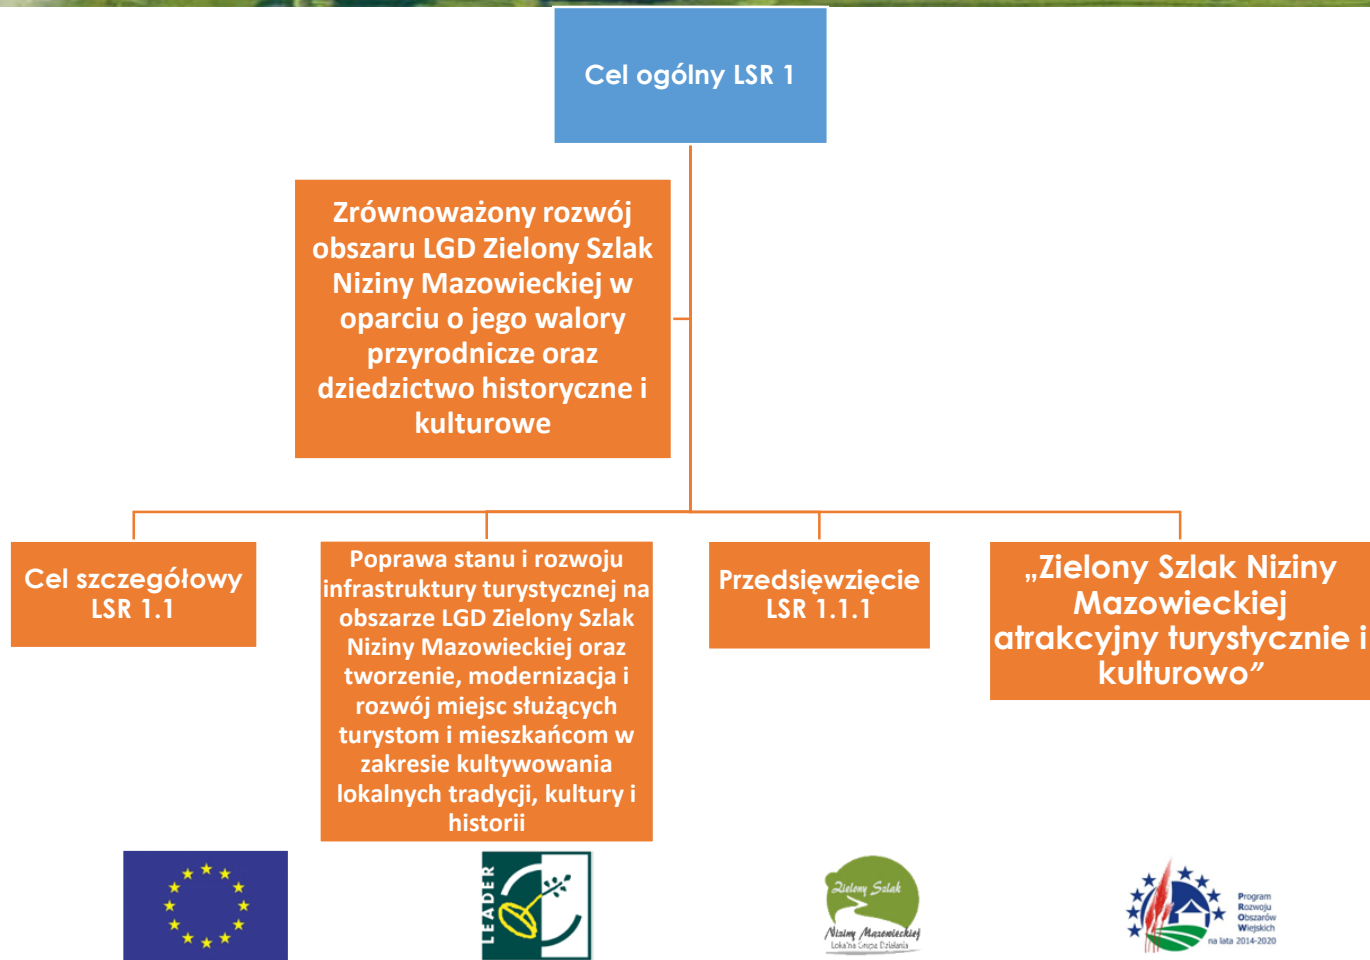 Cel ogólny LSR 1
Zrównoważony rozwój
obszaru LGD Zielony Szlak
Niziny Mazowieckiej w
oparciu o jego walory
przyrodnicze oraz
dziedzictwo historyczne i
kulturowe
Cel szczegółowy
LSR 1.1
Poprawa stanu i rozwoju
infrastruktury turystycznej na
obszarze LGD Zielony Szlak
Niziny Mazowieckiej oraz
tworzenie, modernizacja i
rozwój miejsc służących
turystom i mieszkańcom w
zakresie kultywowania
lokalnych tradycji, kultury i
historii
Przedsięwzięcie
LSR 1.1.1
„Zielony Szlak Niziny
Mazowieckiej
atrakcyjny turystycznie i
kulturowo”
LEADER
Zielony Szlak
Niziny Mazowieckiej
Lokalna Grupa Działania
Program
Rozwoju
Obszarów
Wiejskich
na lata 2014-2020